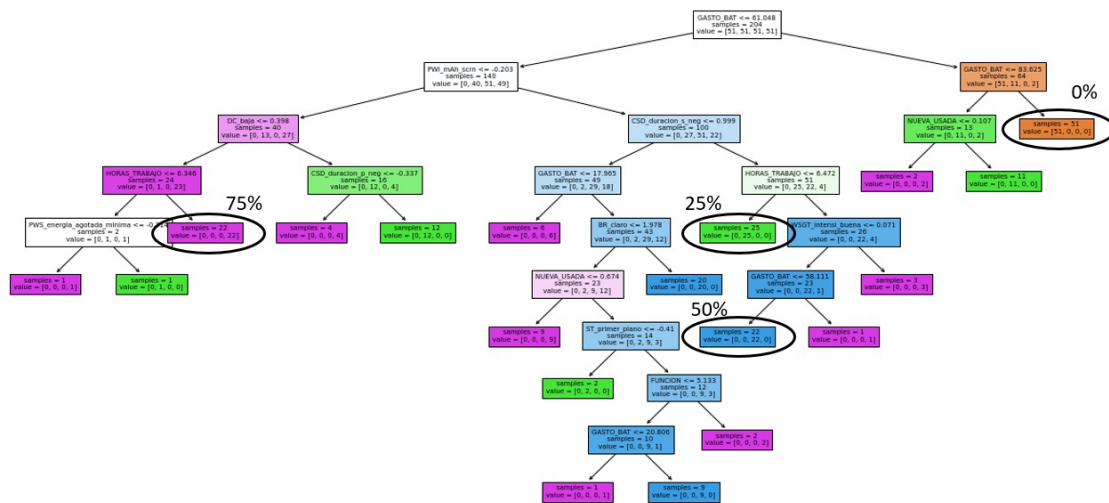 GASTO_BAT <= 61.048
samples = 204
value = [51, 51, 51, 51]
PWI_mAh_scrn <= -0.203
samples = 140
value = [0, 40, 51, 49]
GASTO_BAT <= 83.625
samples = 64
value = [51, 11, 0, 2]
0%
DC_baja <= 0.398
samples = 40
value = [0, 13, 0, 27]
CSD_duracion_s_neg <= 0.999
samples = 100
value = [0, 27, 51, 22]
NUEVA_USADA <= 0.107
samples = 13
value = [0, 11, 0, 2]
samples = 51
value = [51, 0, 0, 0]
HORAS_TRABAJO <= 6.346
samples = 24
value = [0, 1, 0, 23]
CSD_duracion_p_neg <= -0.337
samples = 16
value = [0, 12, 0, 4]
GASTO_BAT <= 17.965
samples = 49
value = [0, 2, 29, 18]
HORAS_TRABAJO <= 6.472
samples = 51
value = [0, 25, 22, 4]
samples = 2
value = [0, 0, 0, 2]
samples = 11
value = [0, 11, 0, 0]
75%
25%
PWS_energia_agotada_minima <=
samples = 2
value = [0, 1, 0, 1]
samples = 22
value = [0, 0, 0, 22]
samples = 4
value = [0, 0, 0, 4]
samples = 12
value = [0, 12, 0, 0]
samples = 6
value = [0, 0, 0, 6]
BR_claro <= 1.978
samples = 43
value = [0, 2, 29, 12]
samples = 25
value = [0, 25, 0, 0]
WSGT_intensi_buena <= 0.071
samples = 26
value = [0, 0, 22, 4]
samples = 1
value = [0, 0, 0, 1]
samples = 1
value = [0, 1, 0, 0]
NUEVA_USADA <= 0.674
samples = 23
value = [0, 2, 9, 12]
samples = 20
value = [0, 0, 20, 0]
GASTO_BAT <= 58.111
samples = 23
value = [0, 0, 22, 1]
samples = 3
value = [0, 0, 0, 3]
50%
samples = 9
value = [0, 0, 0, 9]
ST_primer_plano <= -0.41
samples = 14
value = [0, 2, 9, 3]
samples = 22
value = [0, 0, 22, 0]
samples = 1
value = [0, 0, 0, 1]
samples = 2
value = [0, 2, 0, 0]
FUNCION <= 5.133
samples = 12
value = [0, 0, 9, 3]
GASTO_BAT <= 20.806
samples = 10
value = [0, 0, 9, 1]
samples = 2
value = [0, 0, 0, 2]
samples = 1
value = [0, 0, 0, 1]
samples = 9
value = [0, 0, 9, 0]